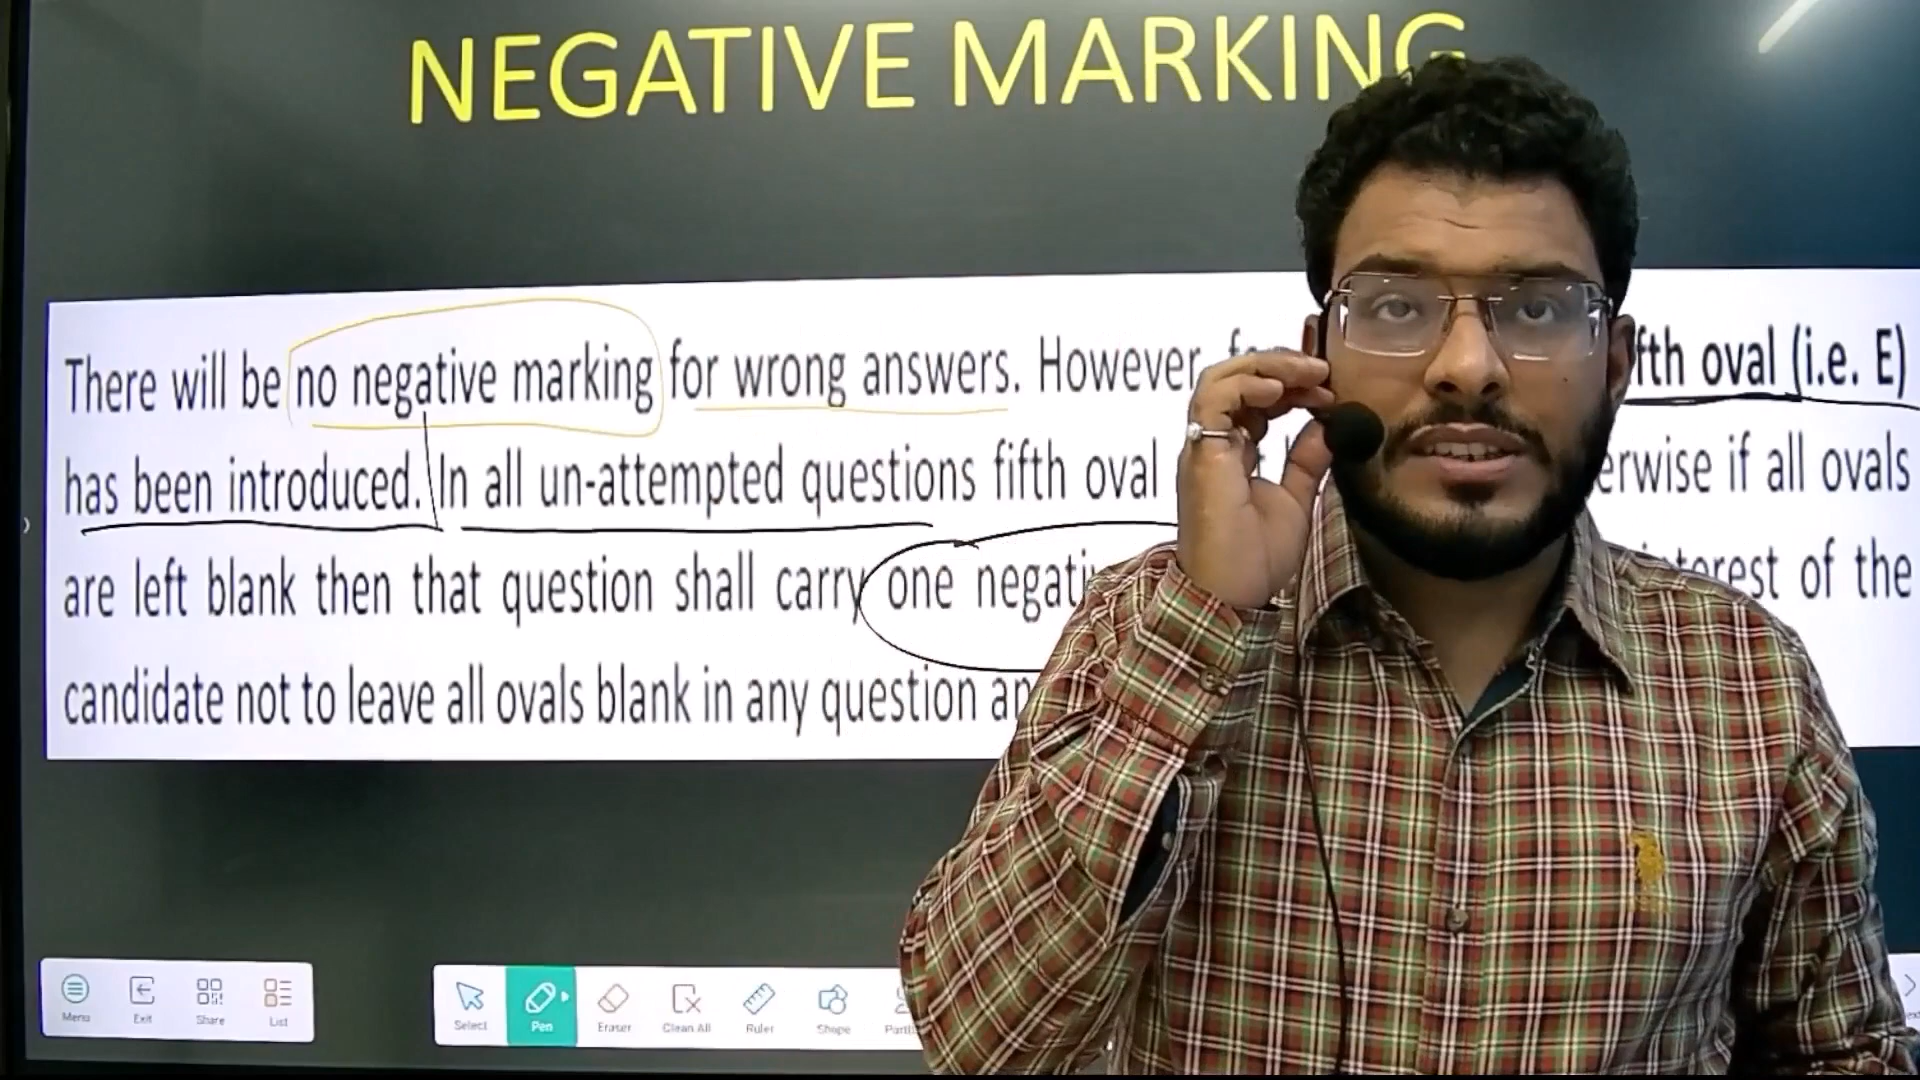 NEGATIVE MARKING
There will be no negative marking for wrong answers. However, fth oval (i.e. E)
has been introduced. In all un-attempted questions fifth oval erwise if all ovals
are left blank then that question shall carry one negati terest of the
candidate not to leave all ovals blank in any question an
Menu Exit Share List Select Pen Eraser Clean All Ruler Shape